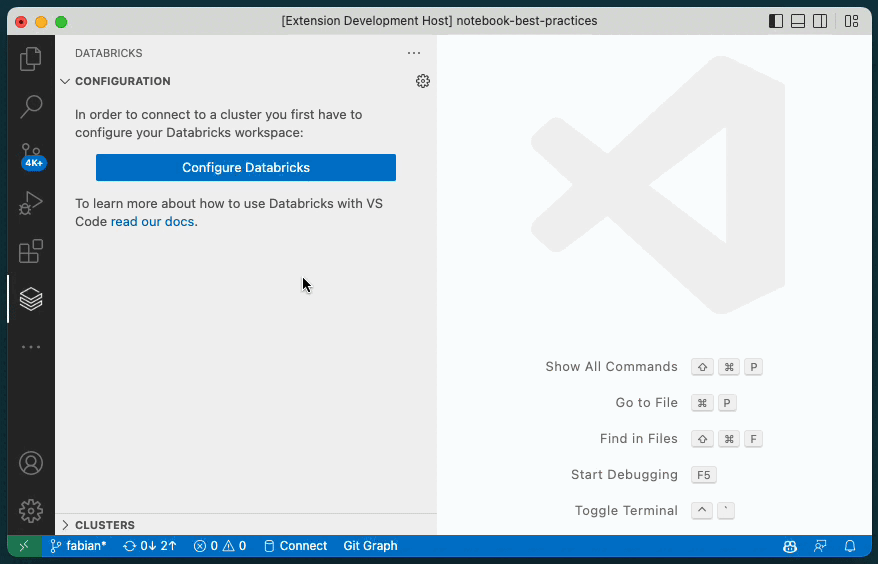 [Extension Development Host] notebook-best-practices
DATABRICKS
CONFIGURATION
In order to connect to a cluster you first have to
configure your Databricks workspace:
Configure Databricks
To learn more about how to use Databricks with VS
Code read our docs.
4K+
Show All Commands ⇧ ⌘ P
Go to File ⌘ P
Find in Files ⇧ ⌘ F
Start Debugging F5
Toggle Terminal ^ `
CLUSTERS
fabian* 0↓ 2↑ 0 0 Connect Git Graph